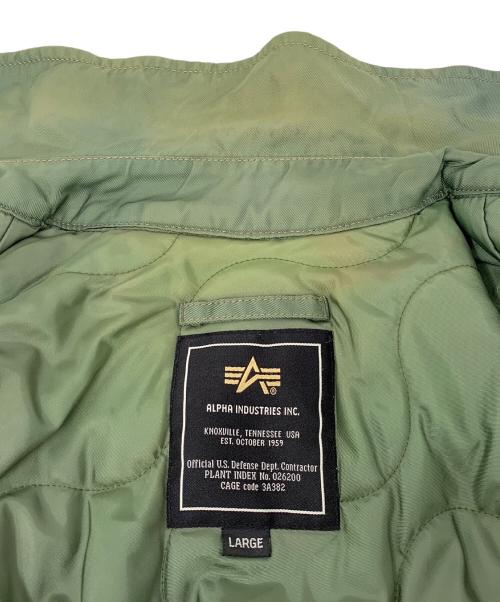 ALPHA INDUSTRIES INC.
KNOXVILLE, TENNESSEE USA
EST. OCTOBER 1959
Official U.S. Defense Dept. Contractor
PLANT INDEX No. 026200
CAGE code 3A382
LARGE